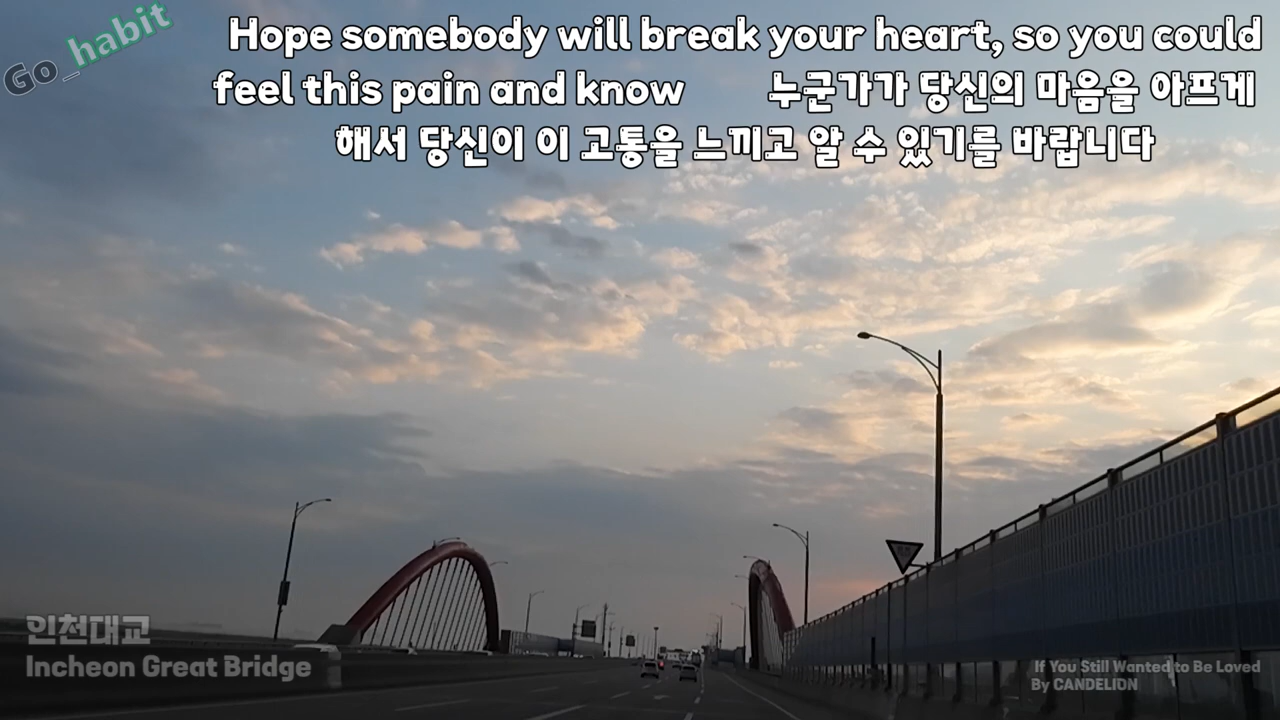 Go_habit
Hope somebody will break your heart, so you could
feel this pain and know 누군가가 당신의 마음을 아프게
해서 당신이 이 고통을 느끼고 알 수 있기를 바랍니다
인천대교
Incheon Great Bridge
If You Still Wanted to Be Loved
By CANDELION